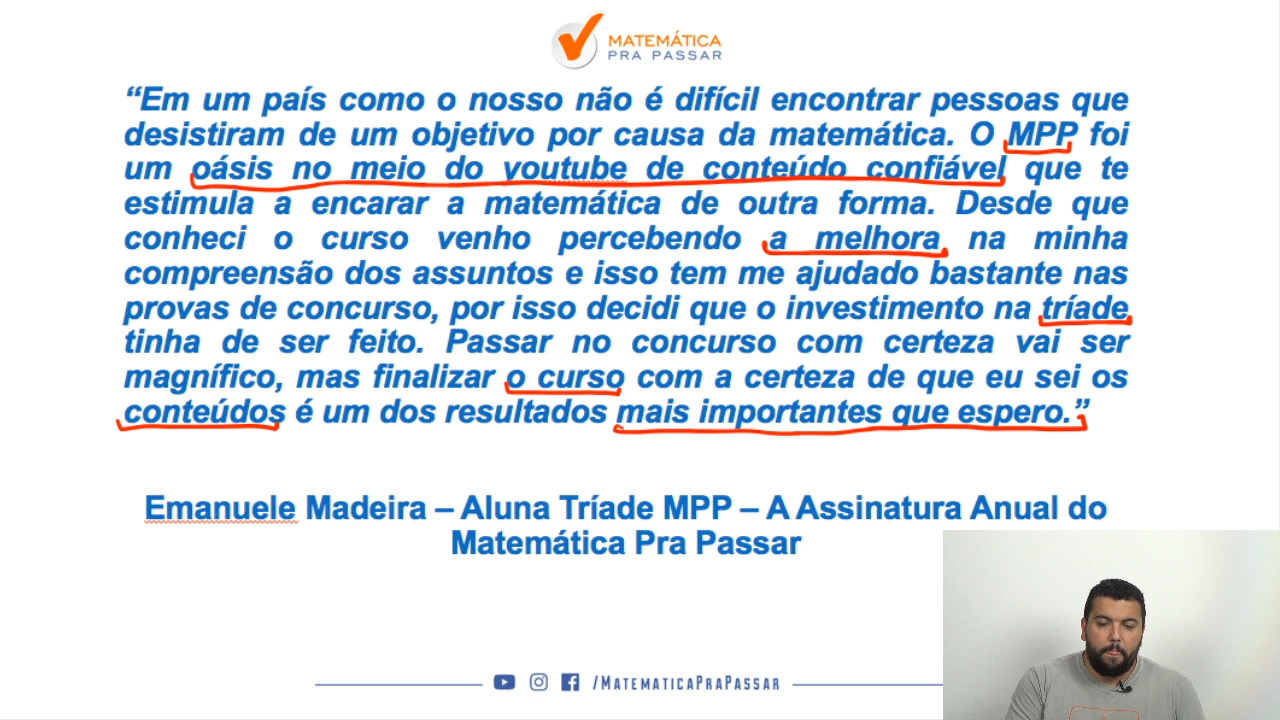 MATEMÁTICA
PRA PASSAR
“Em um país como o nosso não é difícil encontrar pessoas que
desistiram de um objetivo por causa da matemática. O MPP foi
um oásis no meio do youtube de conteúdo confiável que te
estimula a encarar a matemática de outra forma. Desde que
conheci o curso venho percebendo a melhora na minha
compreensão dos assuntos e isso tem me ajudado bastante nas
provas de concurso, por isso decidi que o investimento na tríade
tinha de ser feito. Passar no concurso com certeza vai ser
magnífico, mas finalizar o curso com a certeza de que eu sei os
conteúdos é um dos resultados mais importantes que espero.”
Emanuele Madeira – Aluna Tríade MPP – A Assinatura Anual do
Matemática Pra Passar
/MATEMATICAPRAPASSAR